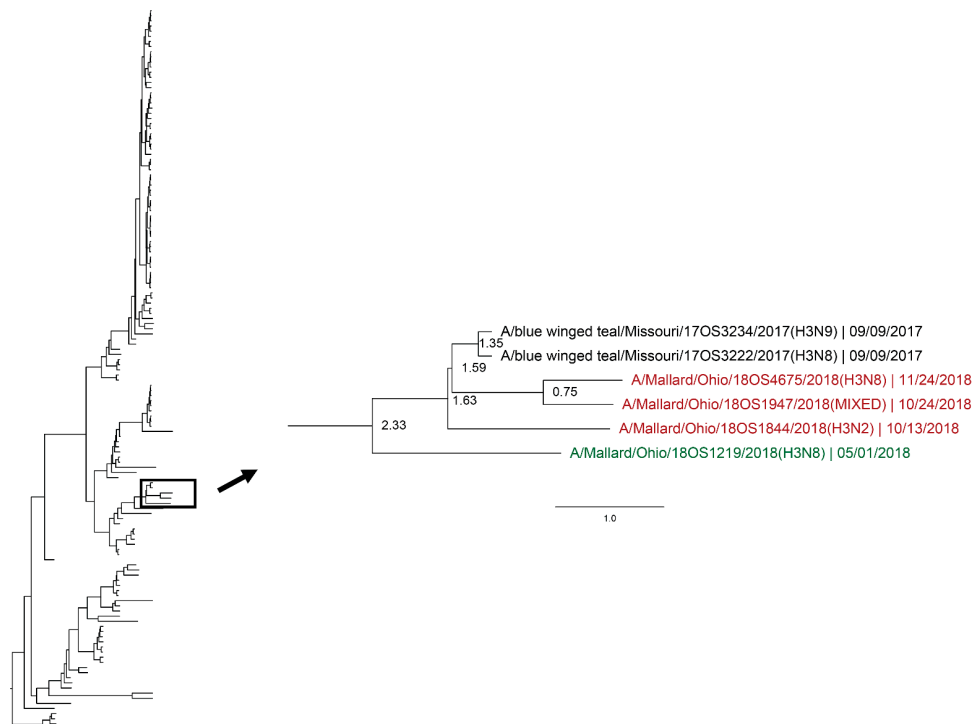 A/blue winged teal/Missouri/17OS3234/2017(H3N9) | 09/09/2017
1.35
A/blue winged teal/Missouri/17OS3222/2017(H3N8) | 09/09/2017
1.59
A/Mallard/Ohio/18OS4675/2018(H3N8) | 11/24/2018
0.75
1.63
A/Mallard/Ohio/18OS1947/2018(MIXED) | 10/24/2018
2.33
A/Mallard/Ohio/18OS1844/2018(H3N2) | 10/13/2018
A/Mallard/Ohio/18OS1219/2018(H3N8) | 05/01/2018
1.0